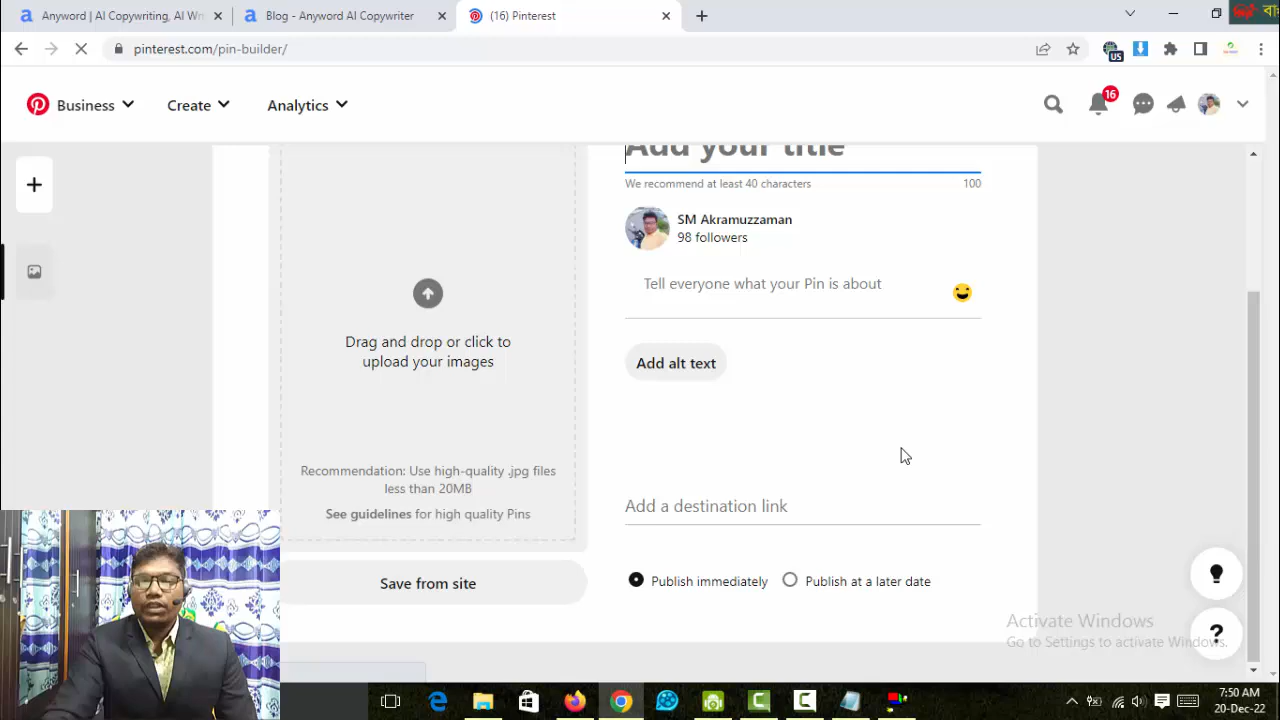 Anyword | AI Copywriting, AI Wr
Blog - Anyword AI Copywriter
(16) Pinterest
বা
pinterest.com/pin-builder/
US
Business
Create
Analytics
16
Add your title
We recommend at least 40 characters
100
SM Akramuzzaman
98 followers
Tell everyone what your Pin is about
Drag and drop or click to
upload your images
Add alt text
Recommendation: Use high-quality .jpg files
less than 20MB
See guidelines for high quality Pins
Add a destination link
Save from site
Publish immediately
Publish at a later date
Activate Windows
Go to Settings to activate Windows.
?
7:50 AM
20-Dec-22